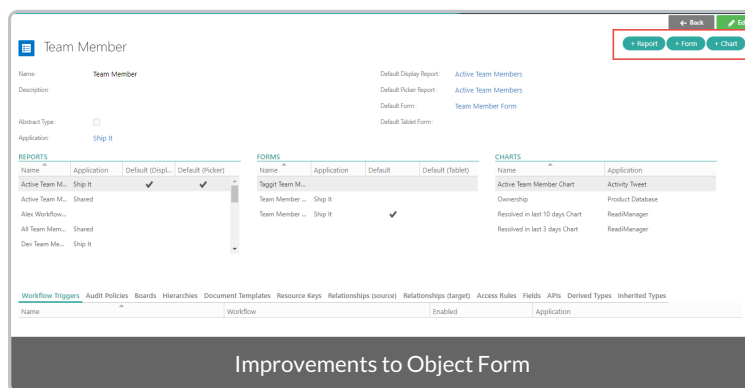 ← Back
Ed
Team Member
+ Report + Form + Chart
Name: Team Member
Default Display Report: Active Team Members
Description:
Default Picker Report: Active Team Members
Default Form: Team Member Form
Abstract Type:
Default Tablet Form:
Application: Ship It
REPORTS
Name Application Default (Displ... Default (Picker)
Active Team M... Ship It
Active Team M... Shared
Alex Workflow...
All Team Mem... Shared
Dev Team Me... Ship It
FORMS
Name Application Default Default (Tablet)
Taggit Team M...
Team Member ... Ship It
Team Member ... Ship It
CHARTS
Name Application
Active Team Member Chart Activity Tweet
Ownership Product Database
Resolved in last 10 days Chart ReadiManager
Resolved in last 3 days Chart ReadiManager
Workflow Triggers Audit Policies Boards Hierarchies Document Templates Resource Keys Relationships (source) Relationships (target) Access Rules Fields APIs Derived Types Inherited Types
Name Workflow Enabled Application
Improvements to Object Form